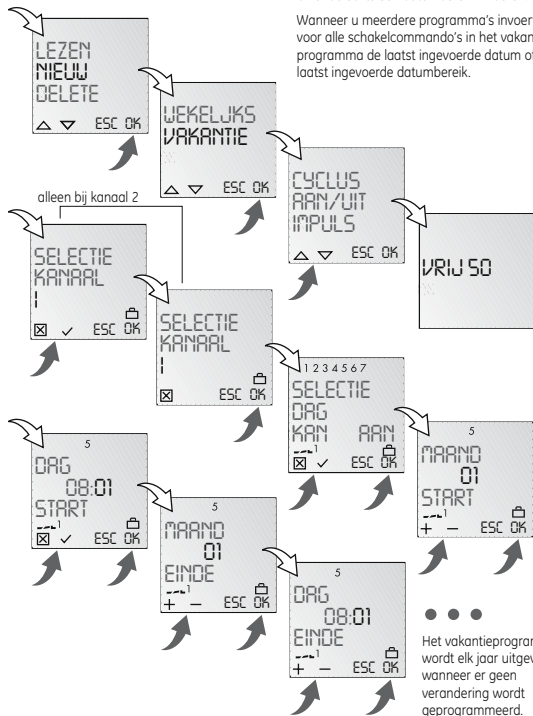 Wanneer u meerdere programma's invoer
voor alle schakelcommando's in het vakan
programma de laatst ingevoerde datum o
laatst ingevoerde datumbereik.
LEZEN
NIEUW
DELETE
ESC OK
WEKELIJKS
VAKANTIE
ESC OK
CYCLUS
AAN/UIT
IMPULS
ESC OK
VRIJ 50
alleen bij kanaal 2
SELECTIE
KANAAL
1
ESC OK
SELECTIE
KANAAL
1
ESC OK
1 2 3 4 5 6 7
SELECTIE
DAG
KAN AAN
1
ESC OK
5
MAAND
01
START
1
+ - ESC OK
5
DAG
08:01
START
1
ESC OK
5
MAAND
01
EINDE
1
+ - ESC OK
5
DAG
08:01
EINDE
1
+ - ESC OK
Het vakantieprogram
wordt elk jaar uitgev
wanneer er geen
verandering wordt
geprogrammeerd.